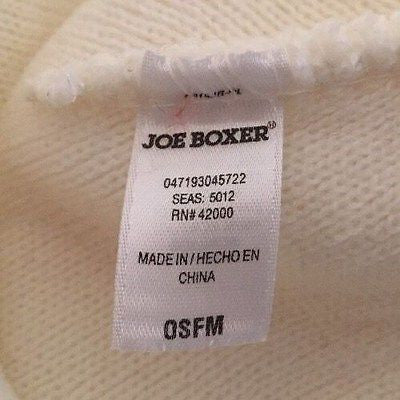 JOE BOXER®
047193045722
SEAS: 5012
RN# 42000
MADE IN / HECHO EN
CHINA
OSFM